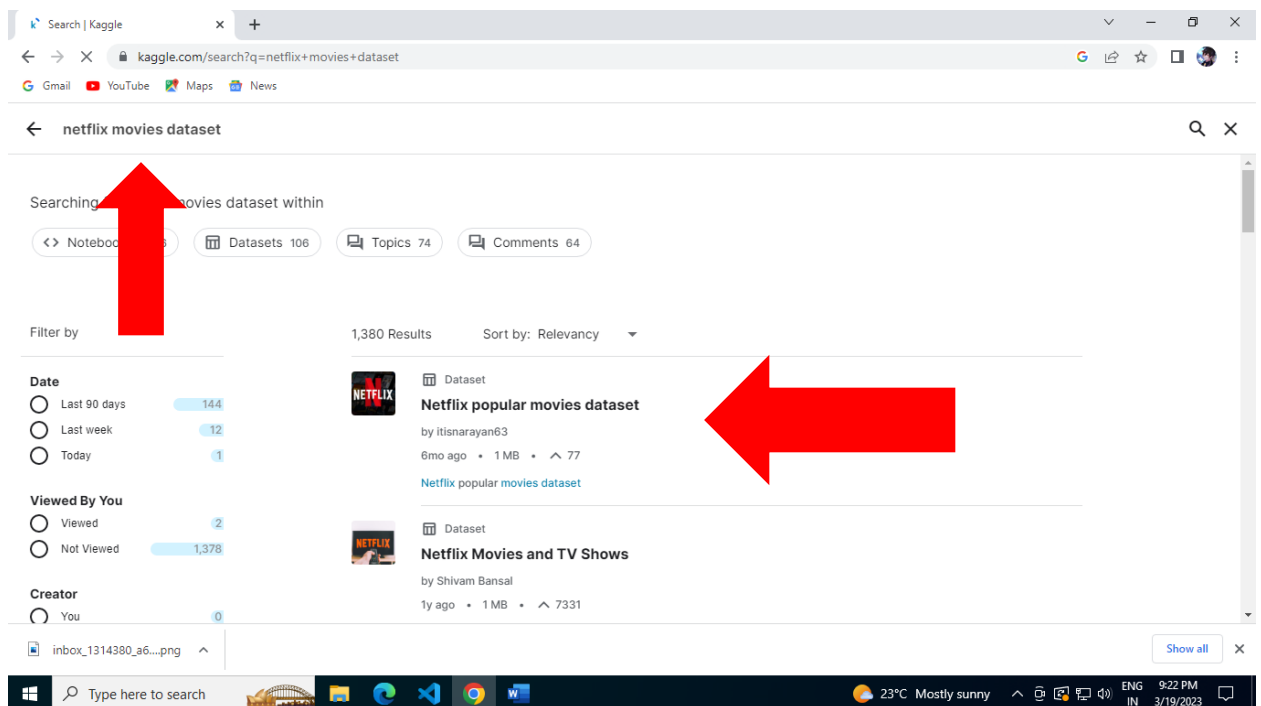 Search | Kaggle
kaggle.com/search?q=netflix+movies+dataset
G
Gmail YouTube Maps News
netflix movies dataset
Searching movies dataset within
Datasets 106 Topics 74 Comments 64
Filter by
1,380 Results Sort by: Relevancy
Date
Last 90 days 144
Last week 12
Today 1
Viewed By You
Viewed 2
Not Viewed 1,378
Creator
You 0
NETFLIX
Dataset
Netflix popular movies dataset
by itisnarayan63
6mo ago • 1 MB • 77
Netflix popular movies dataset
NETFLIX
Dataset
Netflix Movies and TV Shows
by Shivam Bansal
1y ago • 1 MB • 7331
inbox_1314380_a6....png
Show all
Type here to search
23°C Mostly sunny
ENG
IN
9:22 PM
3/19/2023